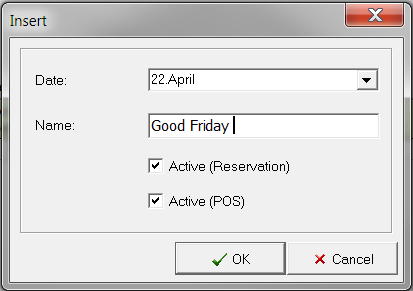 Insert
Date:
22.April
Name:
Good Friday
Active (Reservation)
Active (POS)
OK
Cancel